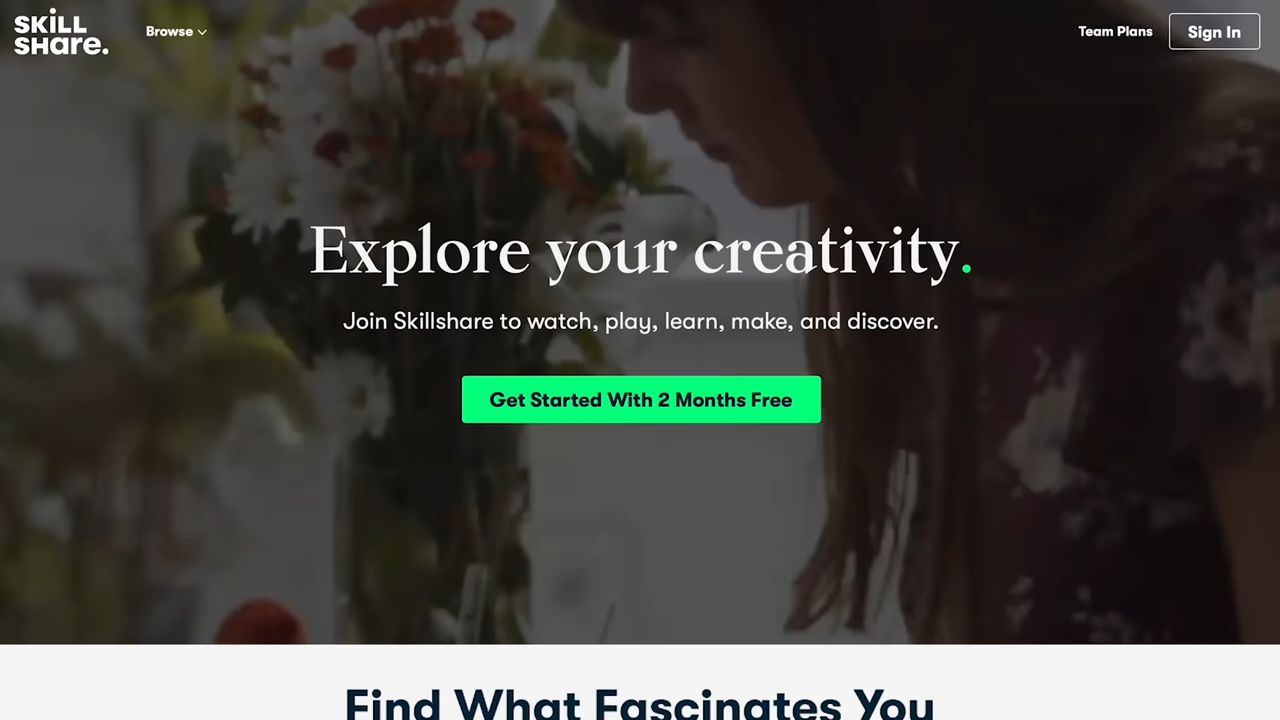 SKILL
SHare.
Browse
Team Plans
Sign In
Explore your creativity.
Join Skillshare to watch, play, learn, make, and discover.
Get Started With 2 Months Free
Find What Fascinates You